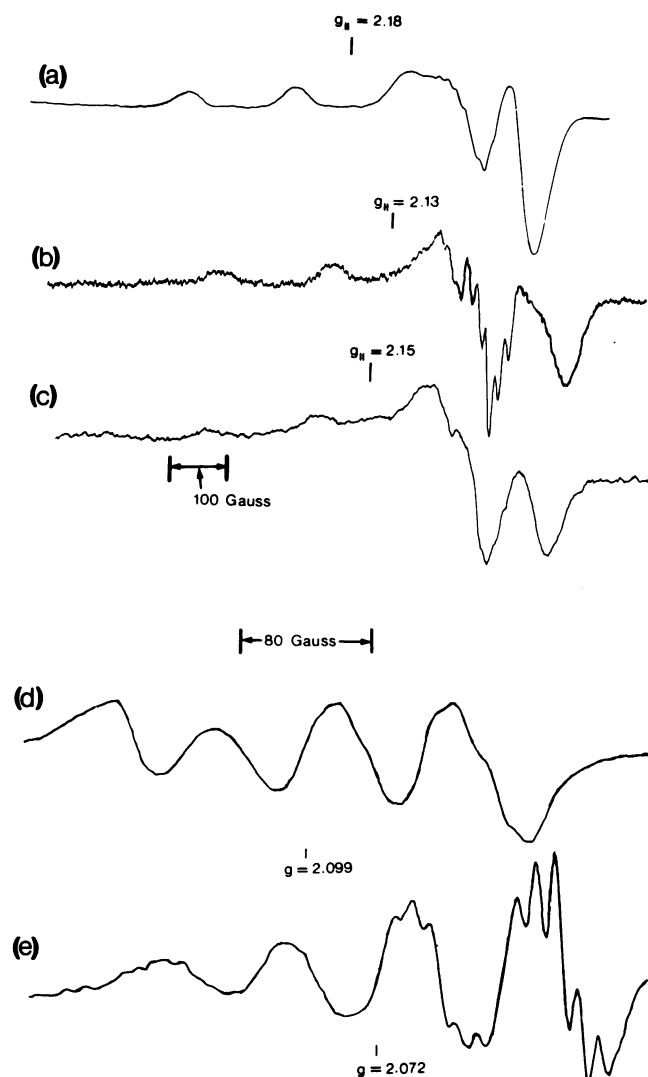 g‖ = 2.18
(a)
g‖ = 2.13
(b)
g‖ = 2.15
(c)
100 Gauss
80 Gauss
(d)
g = 2.099
(e)
g = 2.072